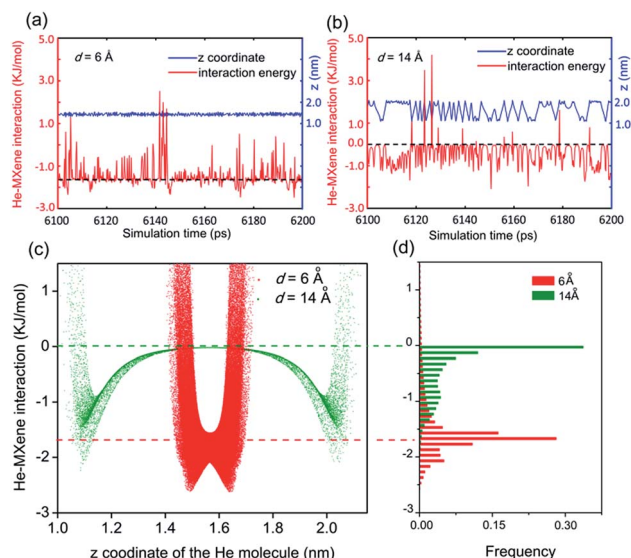 (a)
(b)
He-MXene interaction (KJ/mol)
5.0
3.0
1.0
-1.0
-3.0
d = 6 Å
z coordinate
interaction energy
z (nm)
2.0
1.0
6100 6120 6140 6160 6180 6200
Simulation time (ps)
He-MXene interaction (KJ/mol)
5.0
3.0
1.0
0.0
-1.0
-3.0
d = 14 Å
z coordinate
interaction energy
z (nm)
2.0
1.0
6100 6120 6140 6160 6180 6200
Simulation time (ps)
(c)
(d)
He-MXene interaction (KJ/mol)
1
0
-1
-2
-3
d = 6 Å
d = 14 Å
1.0 1.2 1.4 1.6 1.8 2.0
z coodinate of the He molecule (nm)
6Å
14Å
1
0
-1
-2
-3
0.00 0.15 0.30
Frequency